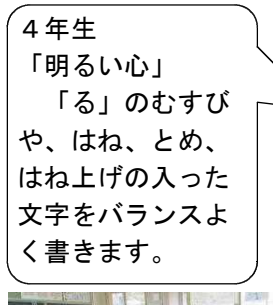 ４年生
「明るい心」
　「る」のむすび
や、はね、とめ、
はね上げの入った
文字をバランスよ
く書きます。